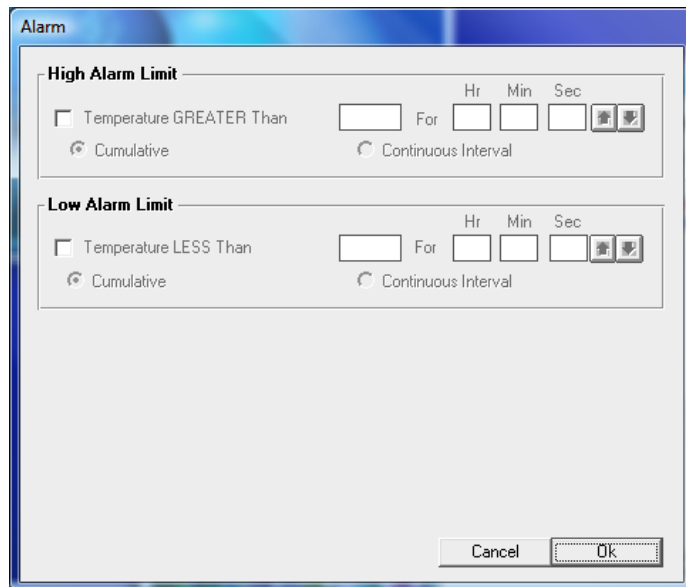 Alarm
High Alarm Limit
Hr Min Sec
Temperature GREATER Than For
Cumulative Continuous Interval
Low Alarm Limit
Hr Min Sec
Temperature LESS Than For
Cumulative Continuous Interval
Cancel Ok